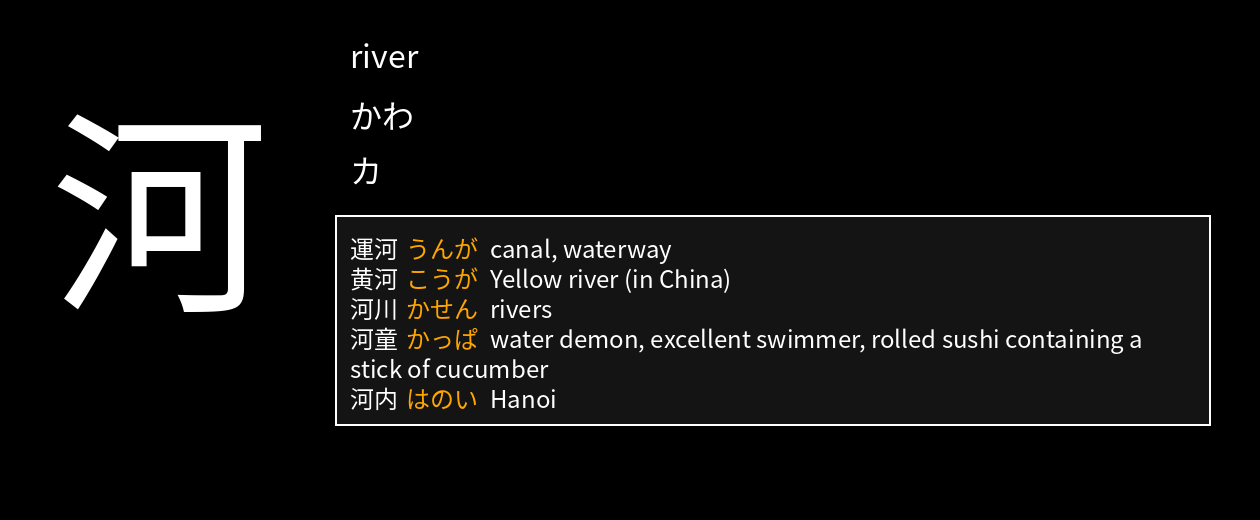 河
river
かわ
カ
運河 うんが canal, waterway
黄河 こうが Yellow river (in China)
河川 かせん rivers
河童 かっぱ water demon, excellent swimmer, rolled sushi containing a
stick of cucumber
河内 はのい Hanoi